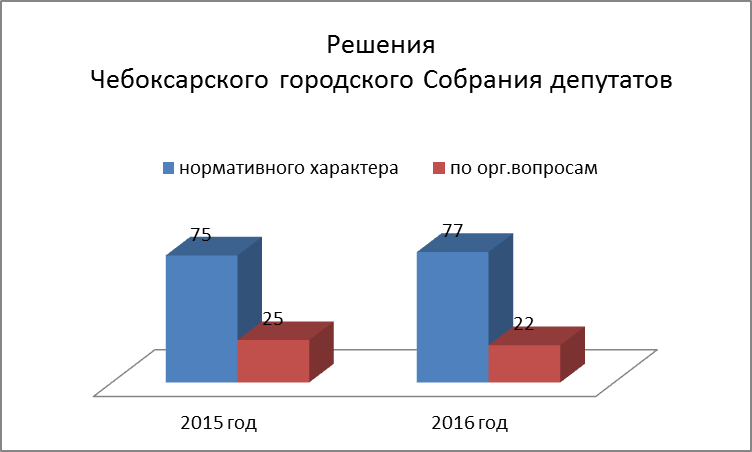 Решения
Чебоксарского городского Собрания депутатов
нормативного характера
по орг.вопросам
75
25
77
22
2015 год
2016 год